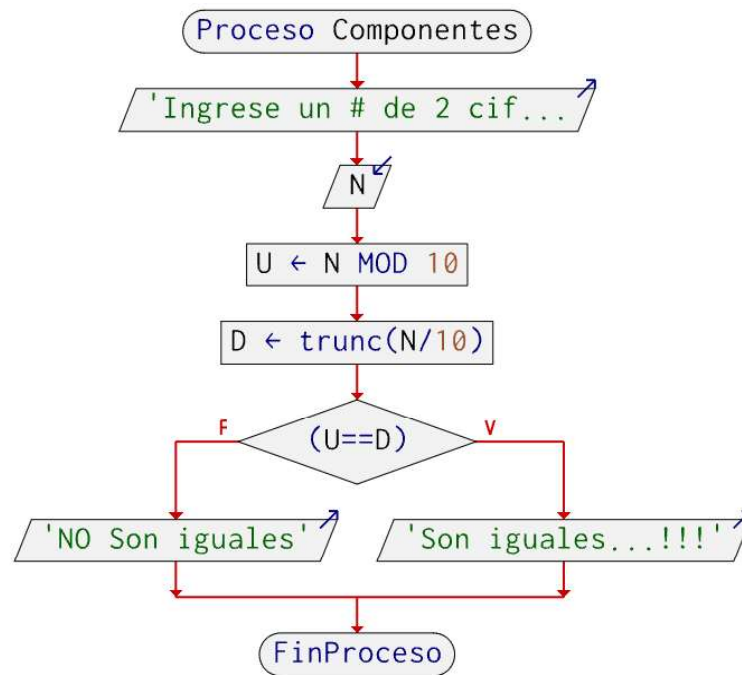 Proceso Componentes
'Ingrese un # de 2 cif...
N
U ← N MOD 10
D ← trunc(N/10)
(U==D)
F
V
'NO Son iguales'
'Son iguales...!!!'
FinProceso